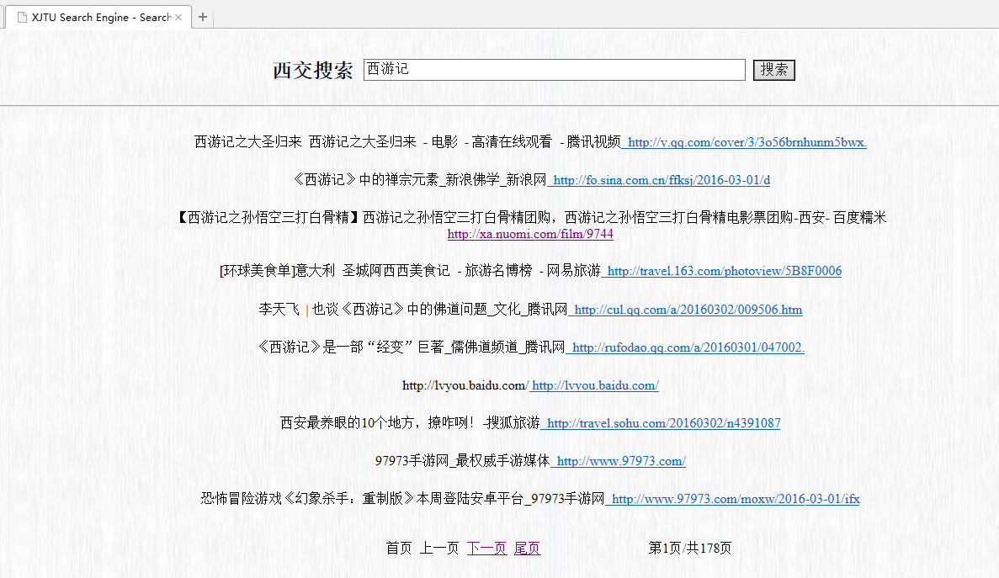 XJTU Search Engine - Search
西交搜索 西游记 搜索
西游记之大圣归来 西游记之大圣归来 - 电影 - 高清在线观看 - 腾讯视频 http://v.qq.com/cover/3/3o56brnhunm5bwx.
《西游记》中的禅宗元素_新浪佛学_新浪网 http://fo.sina.com.cn/ffksj/2016-03-01/d
【西游记之孙悟空三打白骨精】西游记之孙悟空三打白骨精团购，西游记之孙悟空三打白骨精电影票团购-西安- 百度糯米
http://xa.nuomi.com/film/9744
[环球美食单]意大利 圣城阿西西美食记 - 旅游名博榜 - 网易旅游 http://travel.163.com/photoview/5B8F0006
李天飞 | 也谈《西游记》中的佛道问题_文化_腾讯网 http://cul.qq.com/a/20160302/009506.htm
《西游记》是一部“经变”巨著_儒佛道频道_腾讯网 http://rufodao.qq.com/a/20160301/047002.
http://lvyou.baidu.com/ http://lvyou.baidu.com/
西安最养眼的10个地方，撩咋咧！-搜狐旅游 http://travel.sohu.com/20160302/n4391087
97973手游网_最权威手游媒体 http://www.97973.com/
恐怖冒险游戏《幻象杀手：重制版》本周登陆安卓平台_97973手游网 http://www.97973.com/moxw/2016-03-01/ifx
首页 上一页 下一页 尾页 第1页/共178页